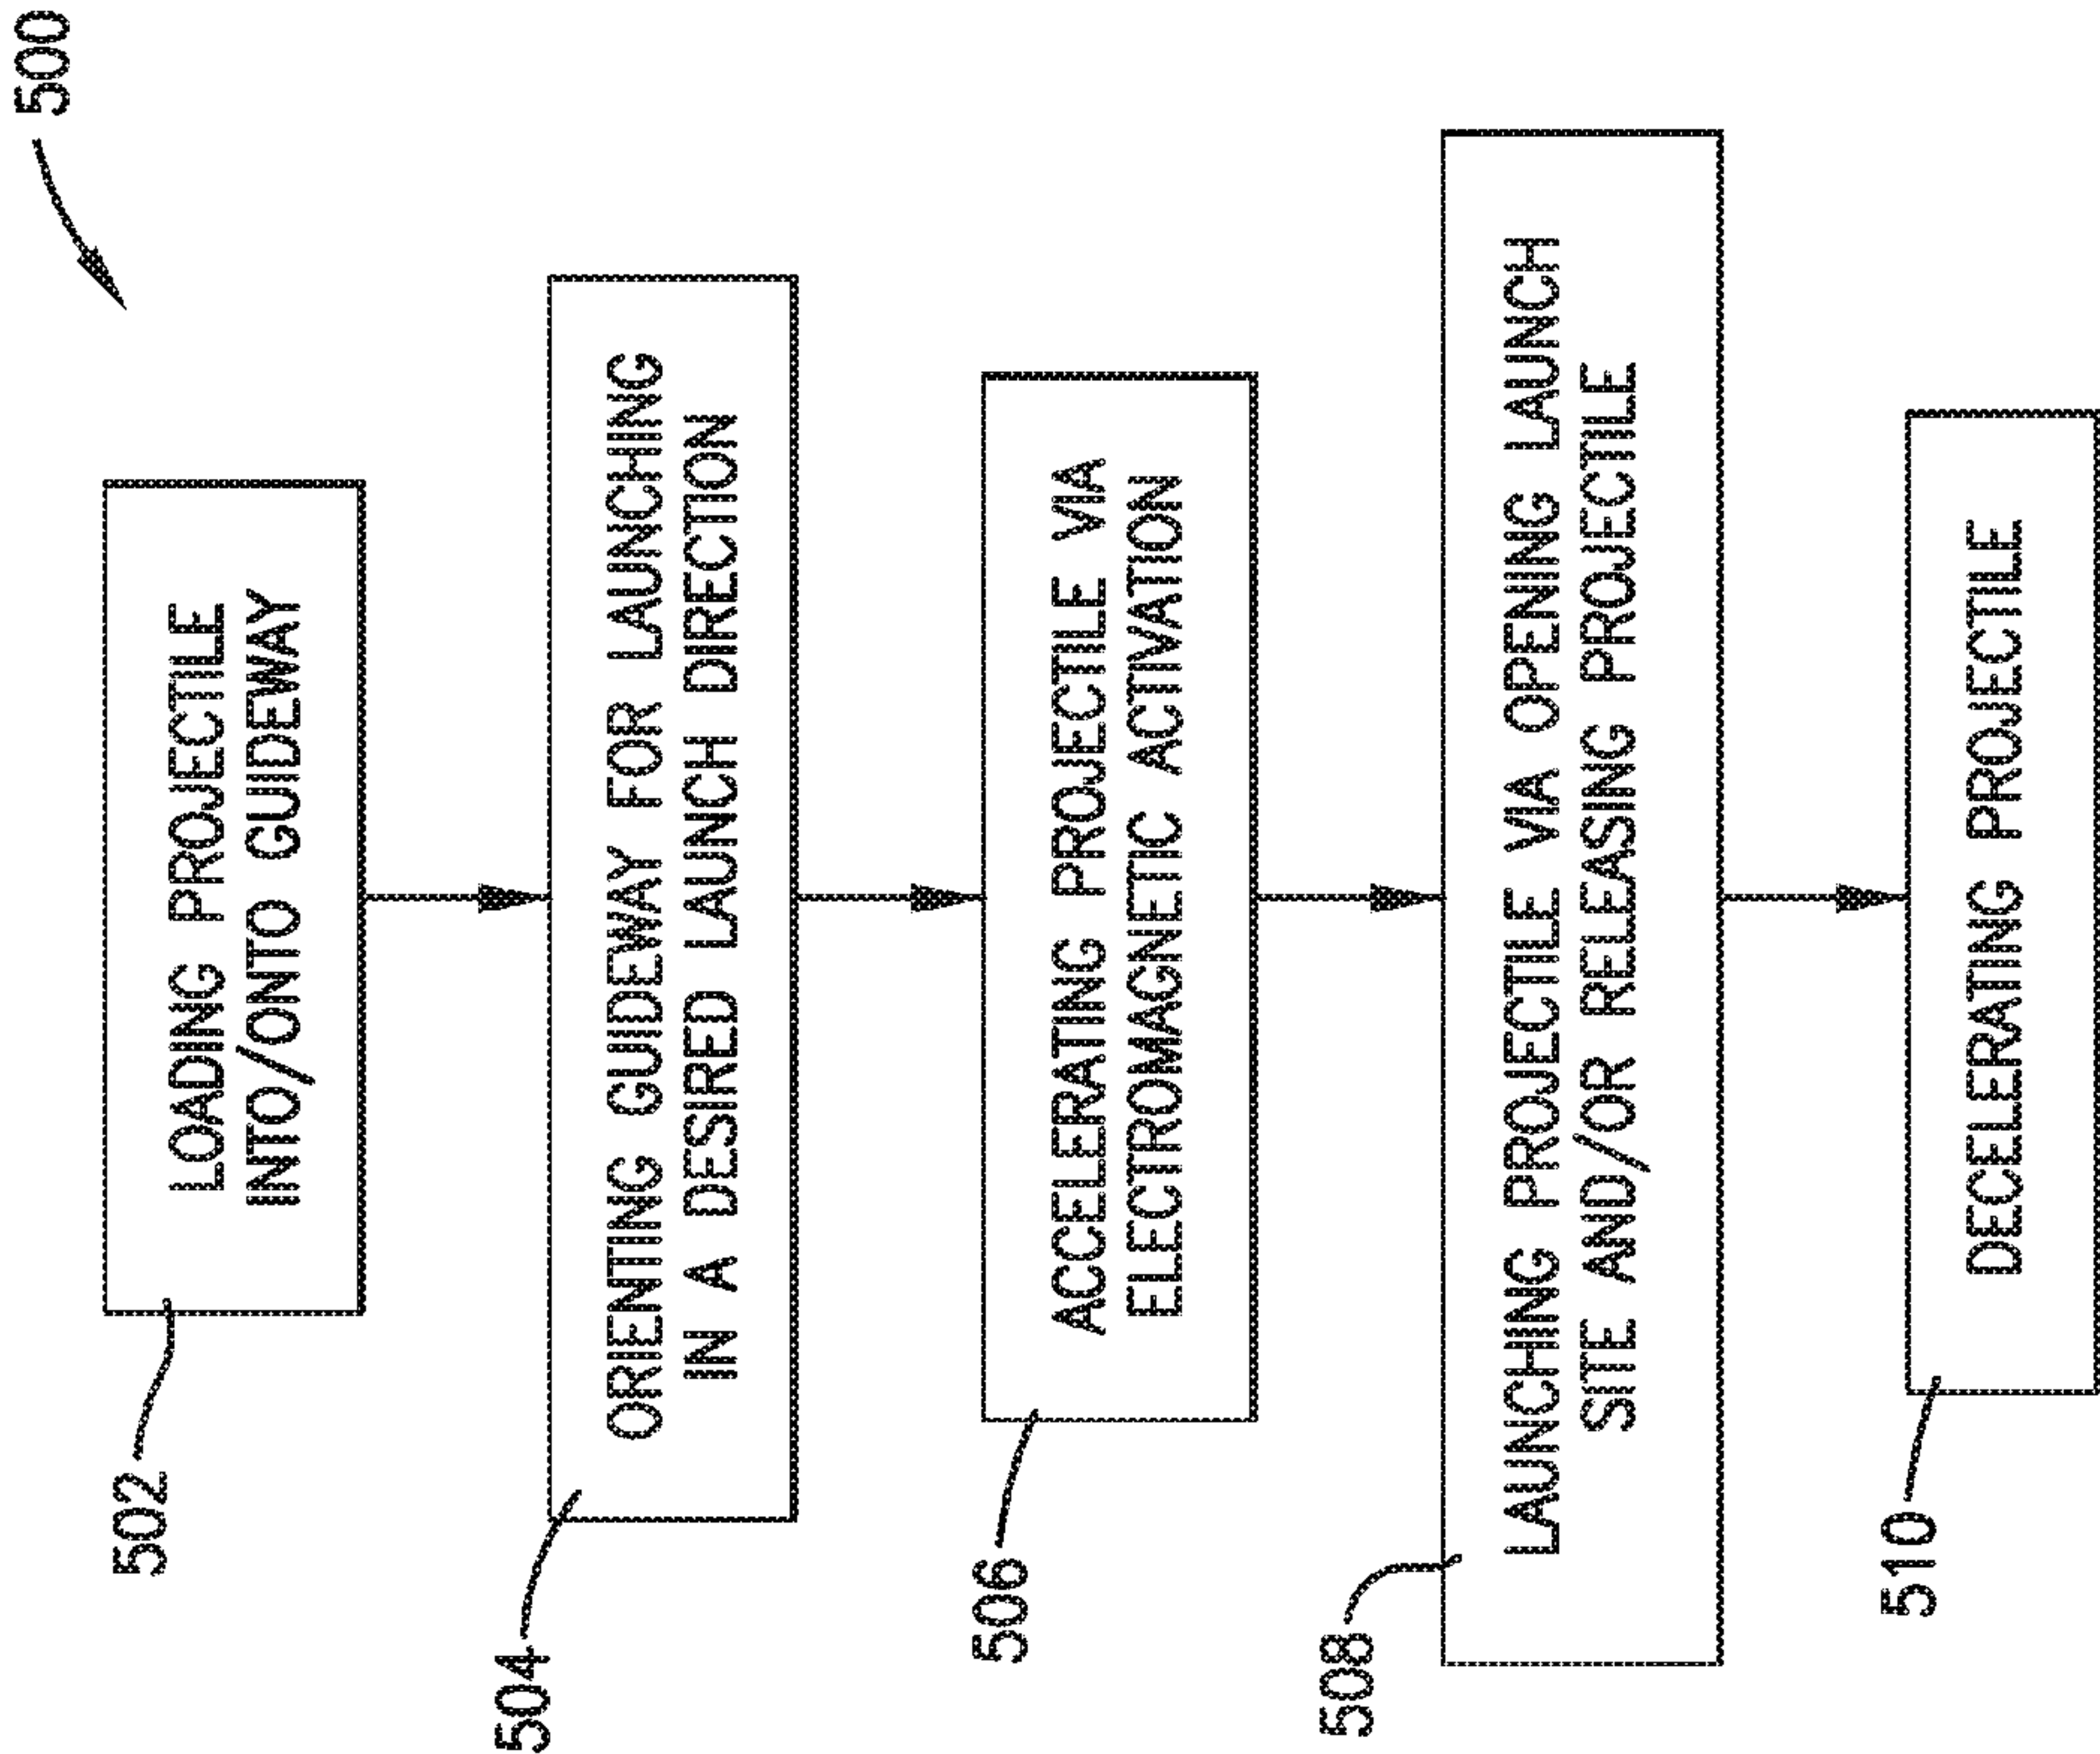 500
502
LOADING PROJECTILE
INTO/ONTO GUIDEWAY
504
ORIENTING GUIDEWAY FOR LAUNCHING
IN A DESIRED LAUNCH DIRECTION
506
ACCELERATING PROJECTILE VIA
ELECTROMAGNETIC ACTIVATION
508
LAUNCHING PROJECTILE VIA OPENING LAUNCH
SITE AND/OR RELEASING PROJECTILE
510
DECELERATING PROJECTILE